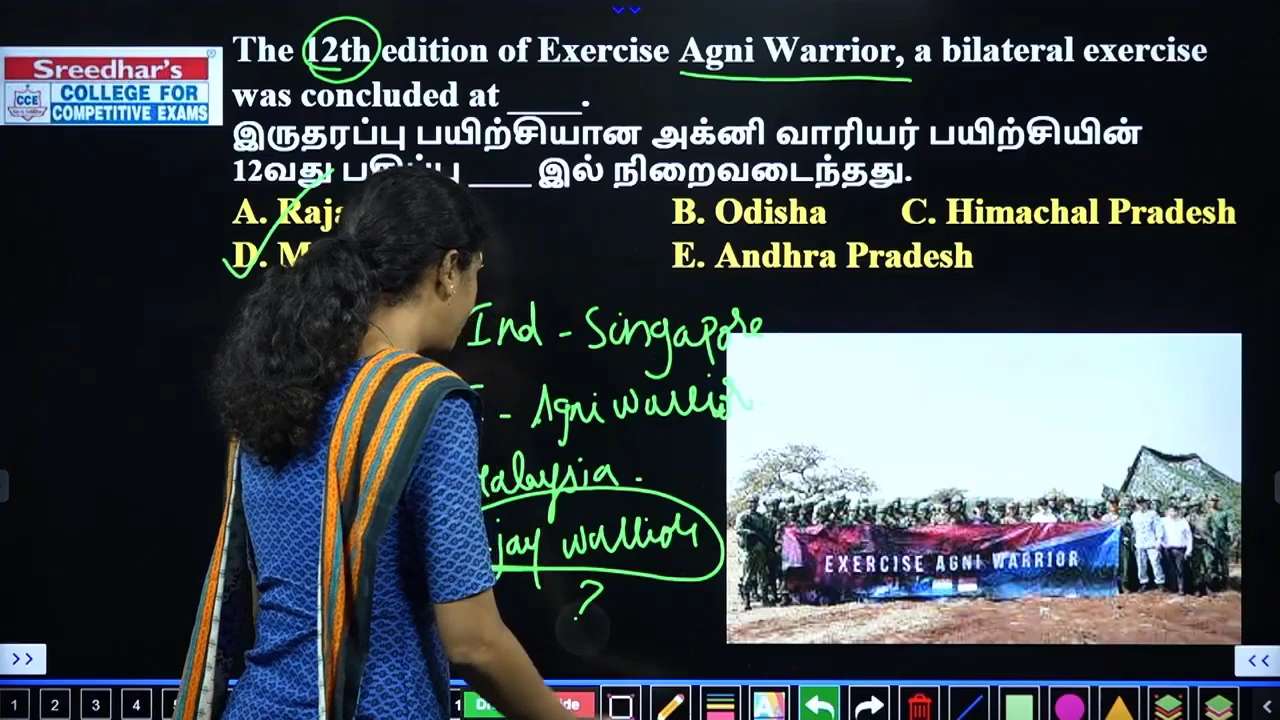 Sreedhar's
CCE
COLLEGE FOR
COMPETITIVE EXAMS
The 12th edition of Exercise Agni Warrior, a bilateral exercise
was concluded at ____.
இருதரப்பு பயிற்சியான அக்னி வாரியர் பயிற்சியின்
12வது ____ இல் நிறைவடைந்தது.
A. B. Odisha C. Himachal Pradesh
D. E. Andhra Pradesh
Ind - Singapore
- Agni warrior
?
EXERCISE AGNI WARRIOR
>> <<
1 2 3 4